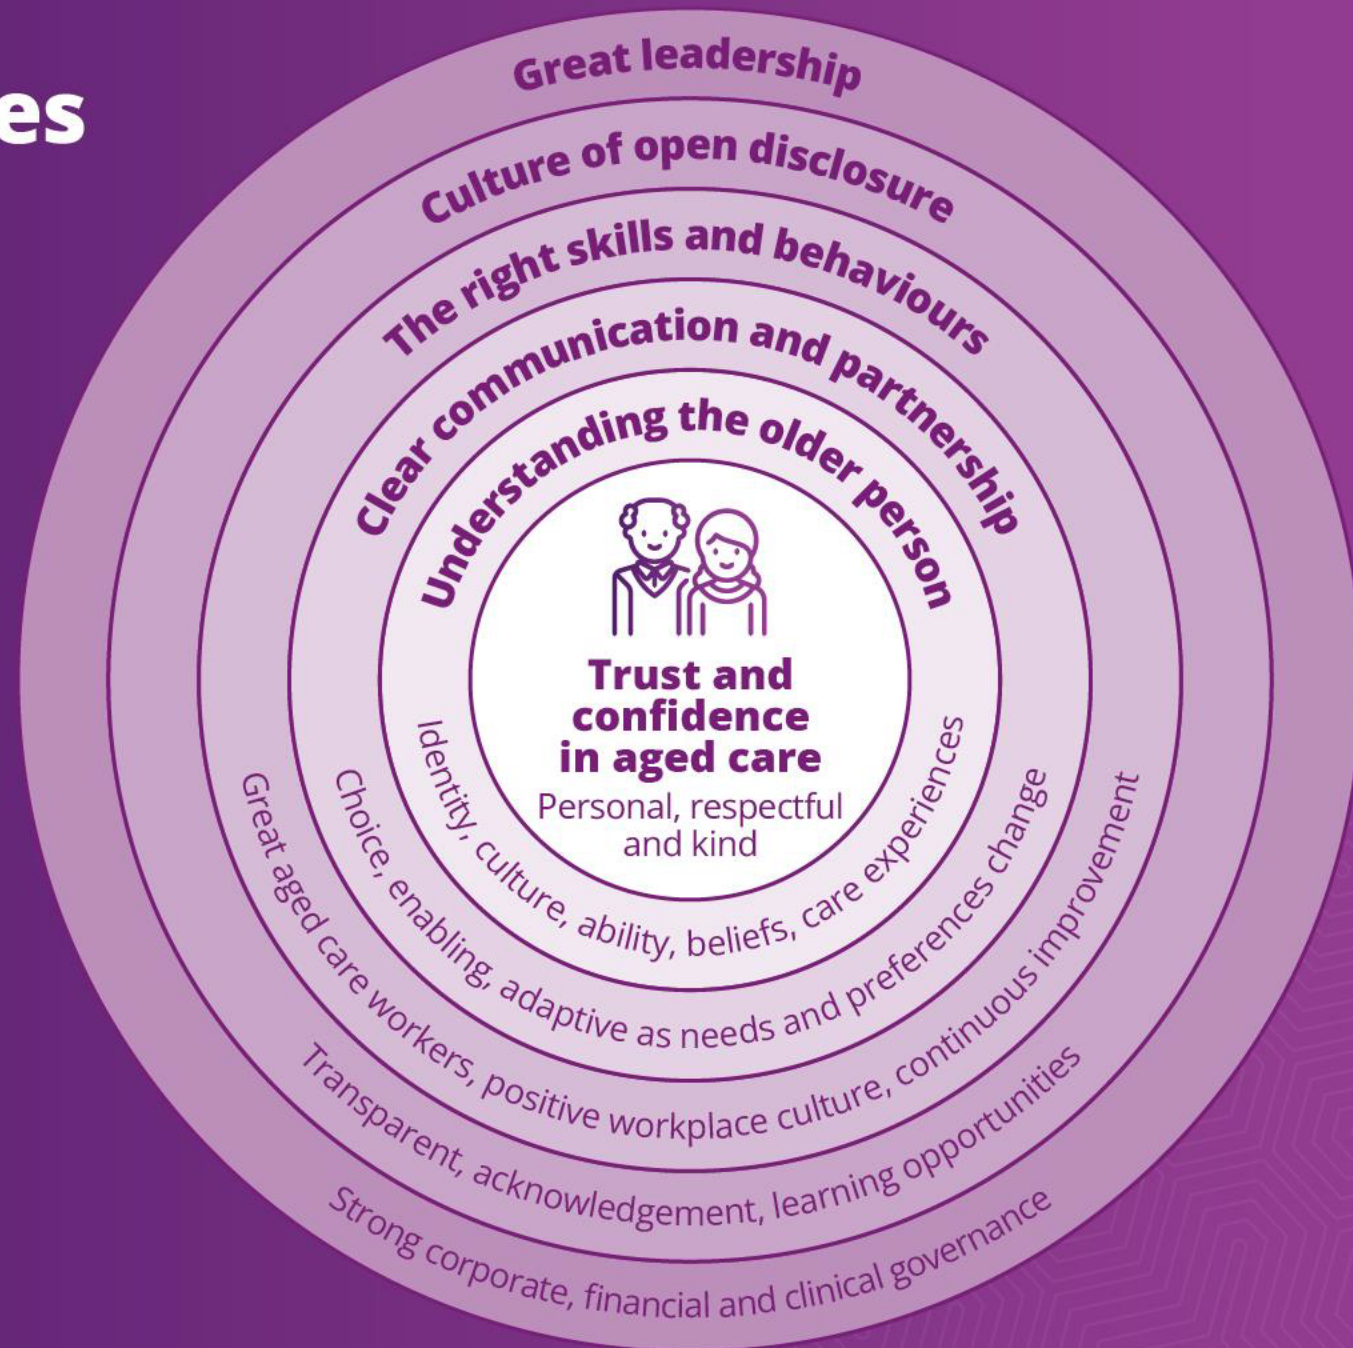 es
Great leadership
Culture of open disclosure
The right skills and behaviours
Clear communication and partnership
Understanding the older person
Trust and
confidence
in aged care
Personal, respectful
and kind
Identity, culture, ability, beliefs, care experiences
Choice, enabling, adaptive as needs and preferences change
Great aged care workers, positive workplace culture, continuous improvement
Transparent, acknowledgement, learning opportunities
Strong corporate, financial and clinical governance